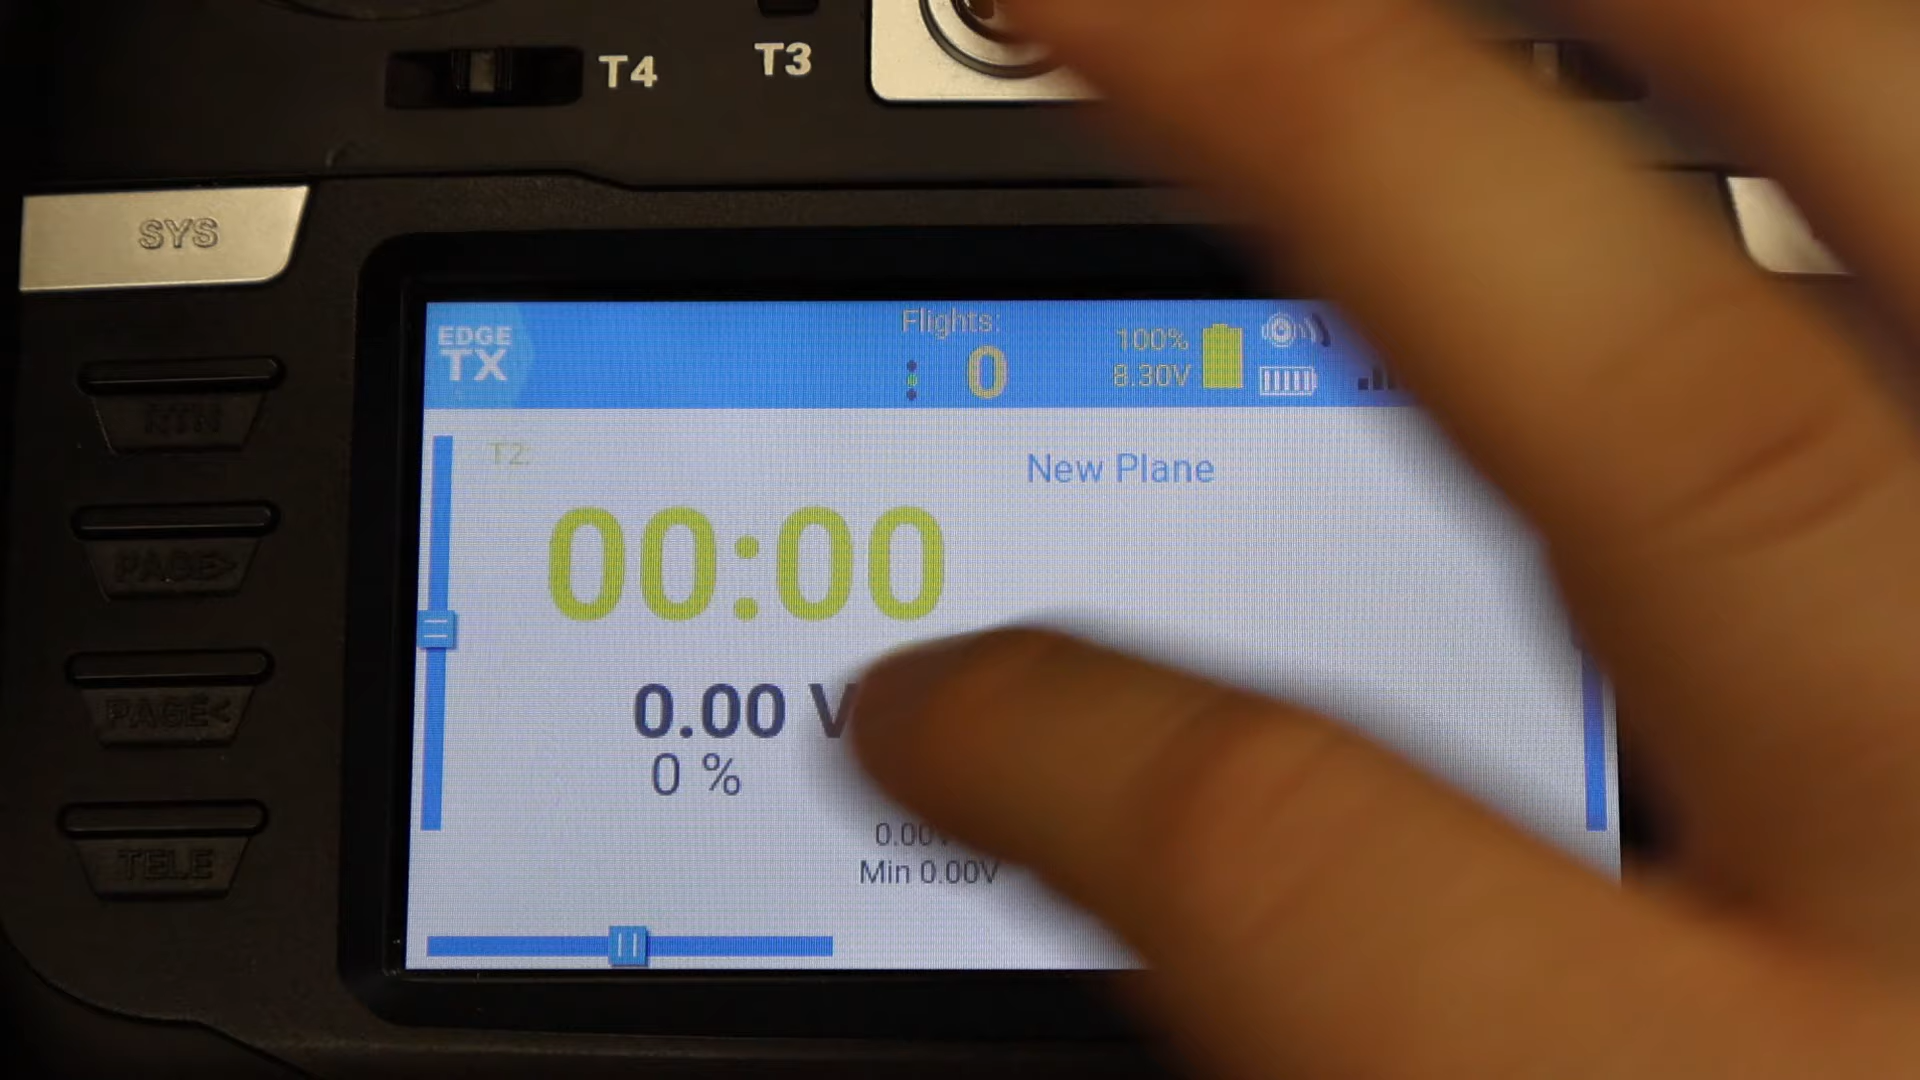 T4
T3
SYS
RTN
PAGE>
PAGE<
TELE
EDGE
TX
Flights:
0
100%
8.30V
T2:
New Plane
00:00
0.00 V
0 %
0.00V
Min 0.00V